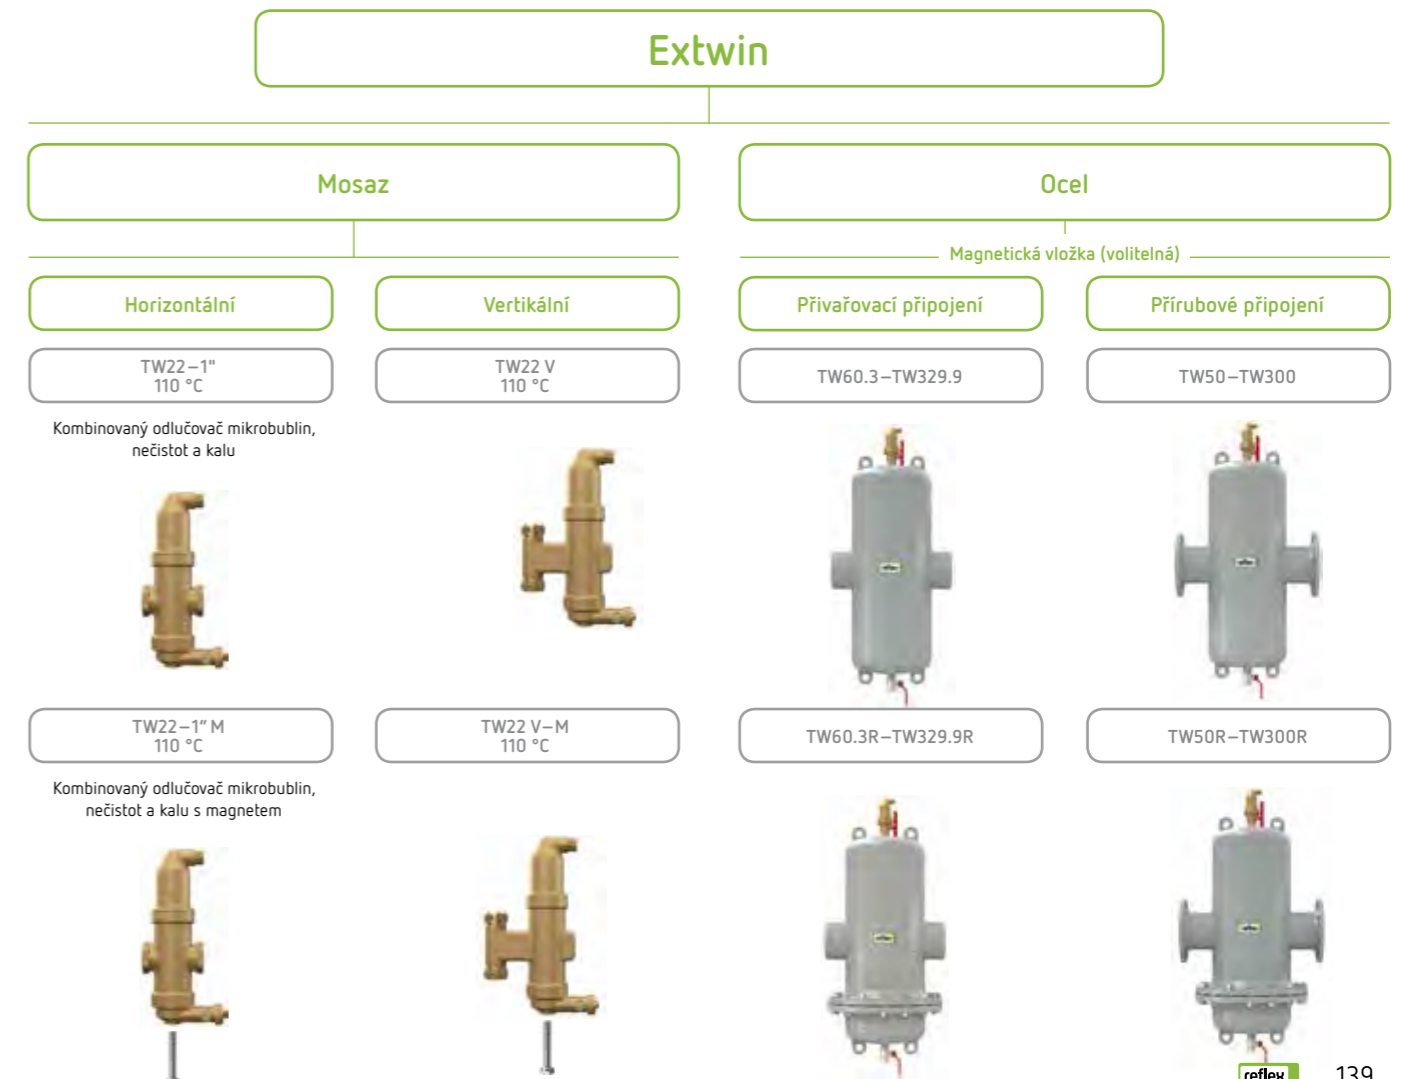 Extwin
Mosaz
Ocel
Magnetická vložka (volitelná)
Horizontální
Vertikální
Přivařovací připojení
Přírubové připojení
TW22–1"
110 °C
TW22 V
110 °C
TW60.3–TW329.9
TW50–TW300
Kombinovaný odlučovač mikrobublin,
nečistot a kalu
TW22–1” M
110 °C
TW22 V–M
110 °C
TW60.3R–TW329.9R
TW50R–TW300R
Kombinovaný odlučovač mikrobublin,
nečistot a kalu s magnetem
reflex
139